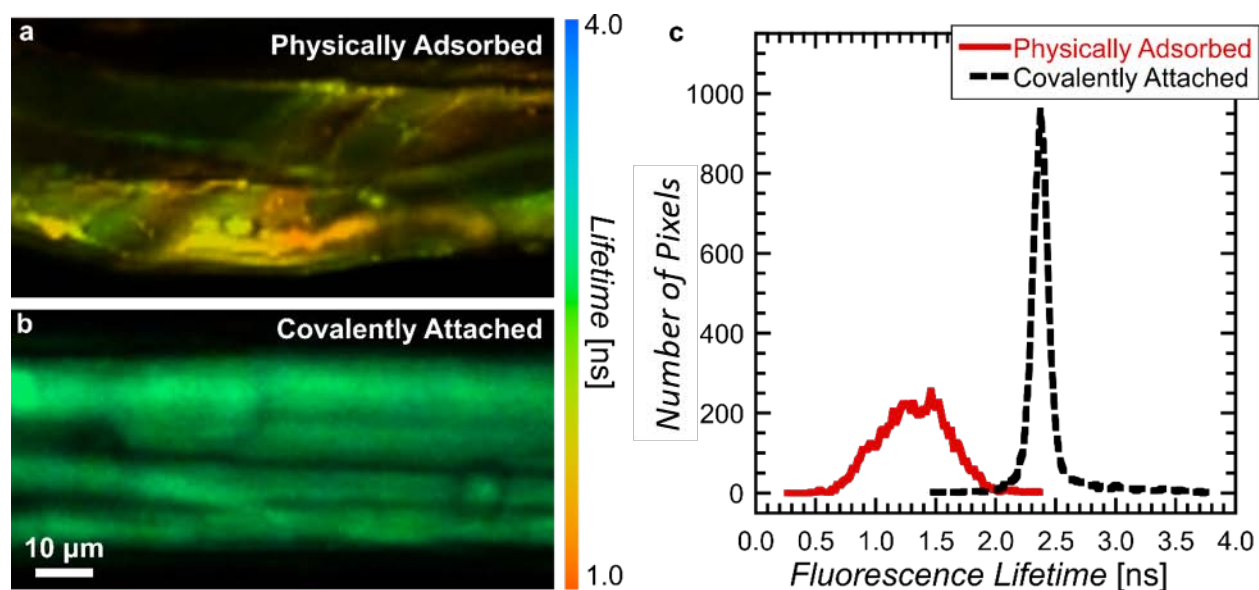 a
Physically Adsorbed
b
Covalently Attached
10 µm
4.0
Lifetime [ns]
1.0
c
Physically Adsorbed
Covalently Attached
Number of Pixels
1000
800
600
400
200
0
0.0 0.5 1.0 1.5 2.0 2.5 3.0 3.5 4.0
Fluorescence Lifetime [ns]